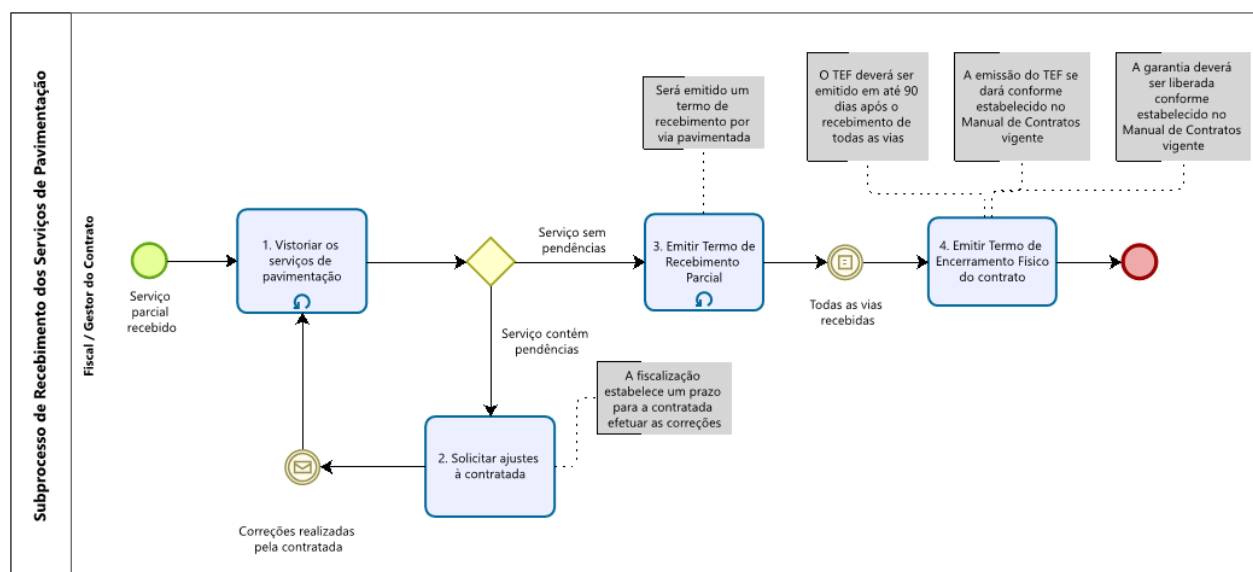 Subprocesso de Recebimento dos Serviços de Pavimentação
Fiscal / Gestor do Contrato
Serviço
parcial
recebido
1. Vistoriar os
serviços de
pavimentação
Serviço sem
pendências
Serviço contém
pendências
2. Solicitar ajustes
à contratada
A fiscalização
estabelece um prazo
para a contratada
efetuar as correções
Correções realizadas
pela contratada
Será emitido um
termo de
recebimento por
via pavimentada
3. Emitir Termo de
Recebimento
Parcial
Todas as vias
recebidas
O TEF deverá ser
emitido em até 90
dias após o
recebimento de
todas as vias
A emissão do TEF se
dará conforme
estabelecido no
Manual de Contratos
vigente
A garantia deverá
ser liberada
conforme
estabelecido no
Manual de Contratos
vigente
4. Emitir Termo de
Encerramento Físico
do contrato